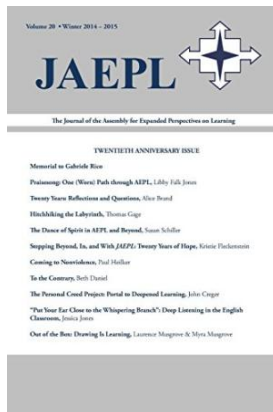 Volume 20 • Winter 2014 – 2015
JAEPL
The Journal of the Assembly for Expanded Perspectives on Learning
TWENTIETH ANNIVERSARY ISSUE
Memorial to Gabriele Rico
Praisesong: One (Worn) Path through AEPL, Libby Falk Jones
Twenty Years: Reflections and Questions, Alice Brand
Hitchhiking the Labyrinth, Thomas Gage
The Dance of Spirit in AEPL and Beyond, Susan Schiller
Stepping Beyond, In, and With JAEPL: Twenty Years of Hope, Kristie Fleckenstein
Coming to Nonviolence, Paul Heilker
To the Contrary, Beth Daniel
The Personal Creed Project: Portal to Deepened Learning, John Creger
"Put Your Ear Close to the Whispering Branch": Deep Listening in the English
Classroom, Jessica Jones
Out of the Box: Drawing Is Learning, Laurence Musgrove & Myra Musgrove